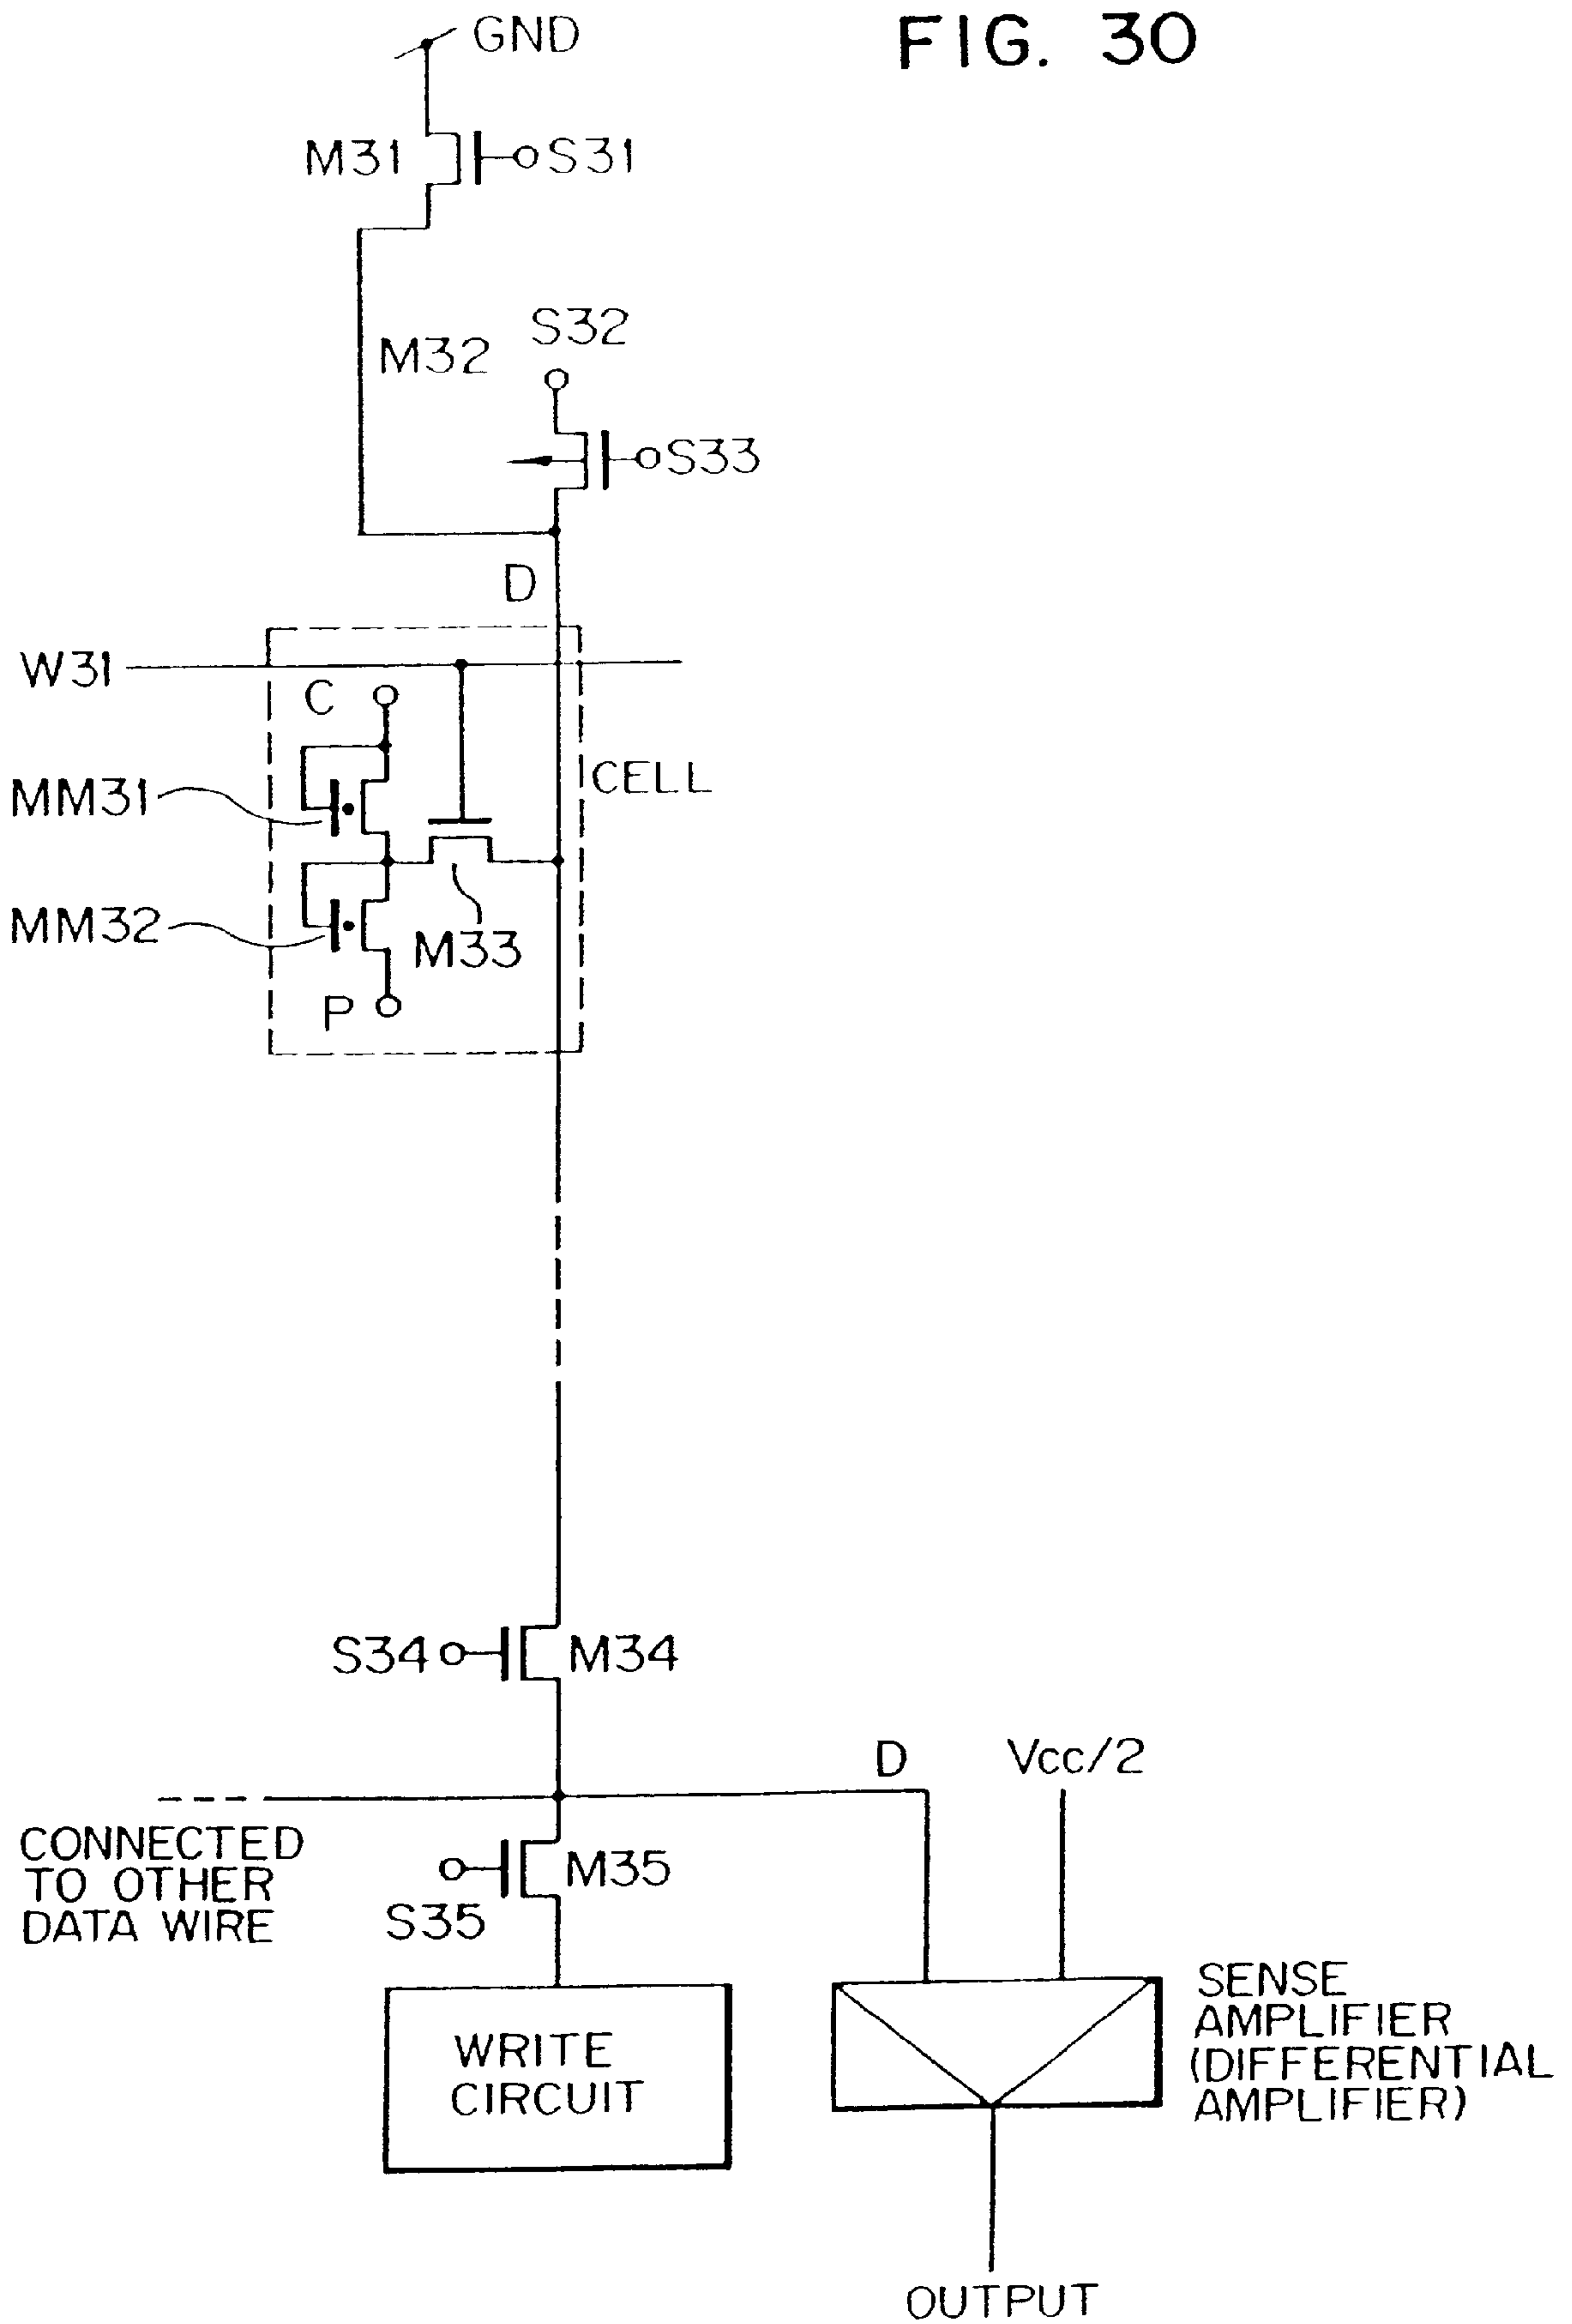 FIG. 30
GND
M31
S31
S32
M32
S33
D
W31
C
CELL
MM31
MM32
M33
P
S34
M34
D
Vcc/2
CONNECTED
TO OTHER
DATA WIRE
M35
S35
WRITE
CIRCUIT
SENSE
AMPLIFIER
(DIFFERENTIAL
AMPLIFIER)
OUTPUT